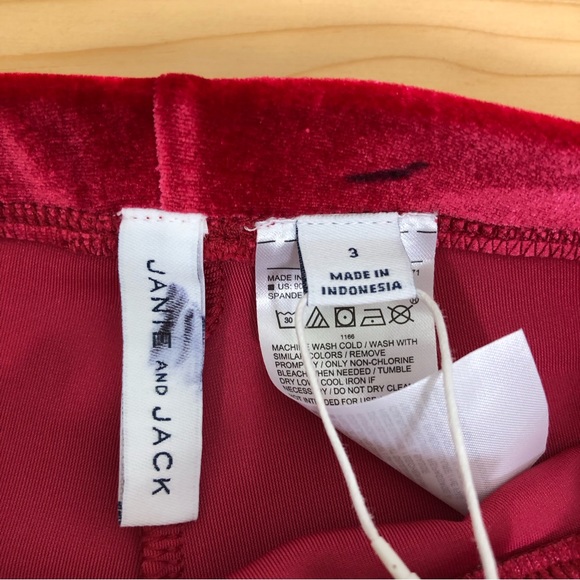 JANIE AND JACK
3
MADE IN
INDONESIA
MADE IN
US: 90
SPANDE
30
1166
MACHINE WASH COLD / WASH WITH
SIMILAR COLORS / REMOVE
PROMPTLY / ONLY NON-CHLORINE
BLEACH WHEN NEEDED / TUMBLE
DRY LOW / COOL IRON IF
NECESSARY / DO NOT DRY CLEAN
NOT INTENDED FOR USE